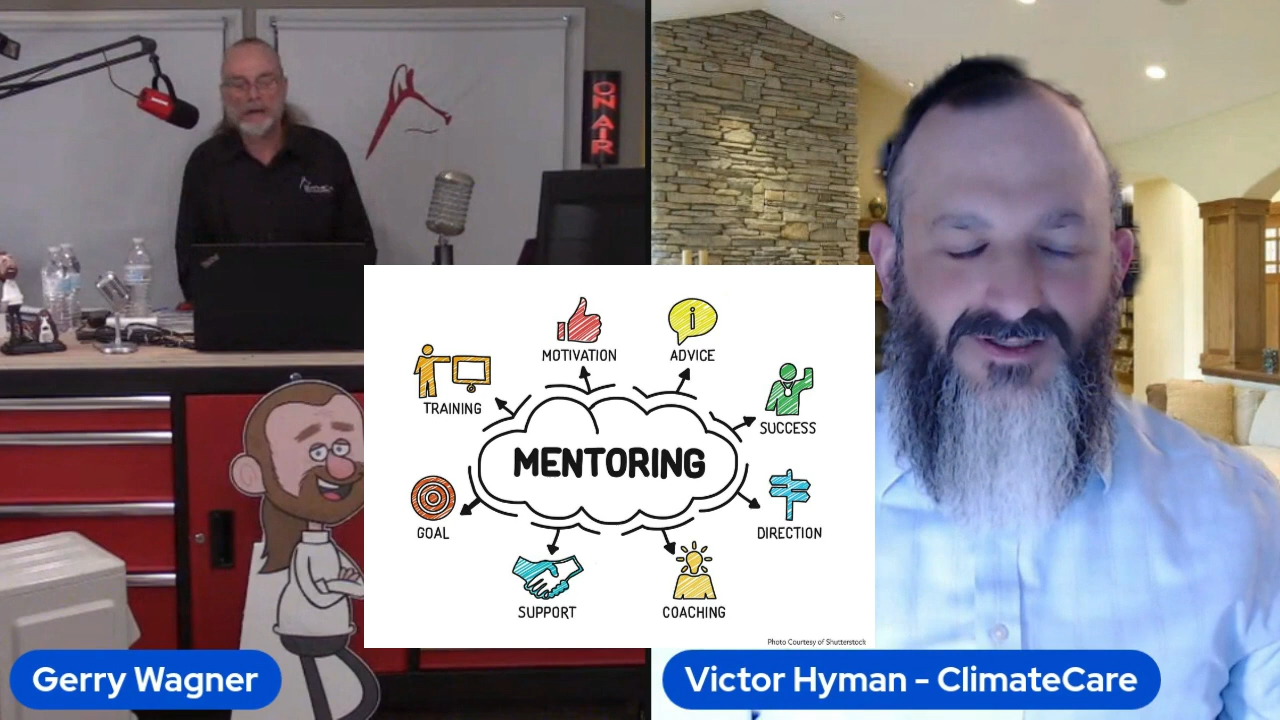 ON AIR
MOTIVATION
ADVICE
TRAINING
SUCCESS
MENTORING
GOAL
DIRECTION
SUPPORT
COACHING
Photo Courtesy of Shutterstock
Gerry Wagner
Victor Hyman - ClimateCare